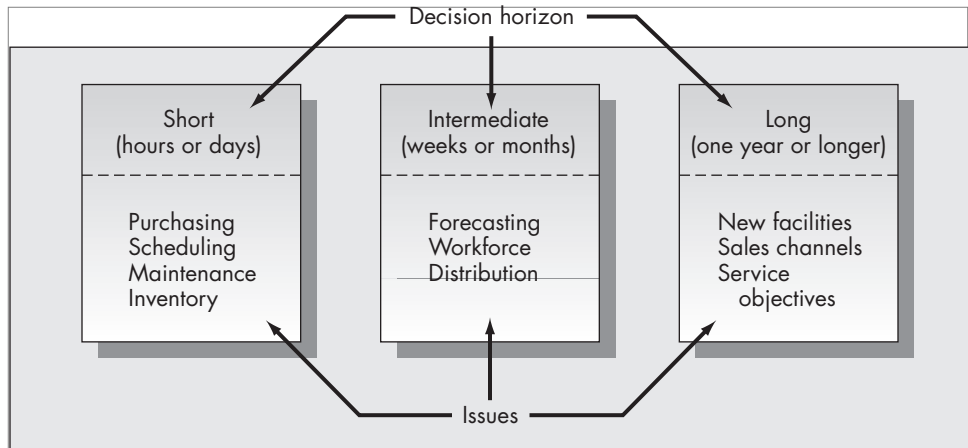 Decision horizon
Short
(hours or days)
Purchasing
Scheduling
Maintenance
Inventory
Intermediate
(weeks or months)
Forecasting
Workforce
Distribution
Long
(one year or longer)
New facilities
Sales channels
Service
objectives
Issues